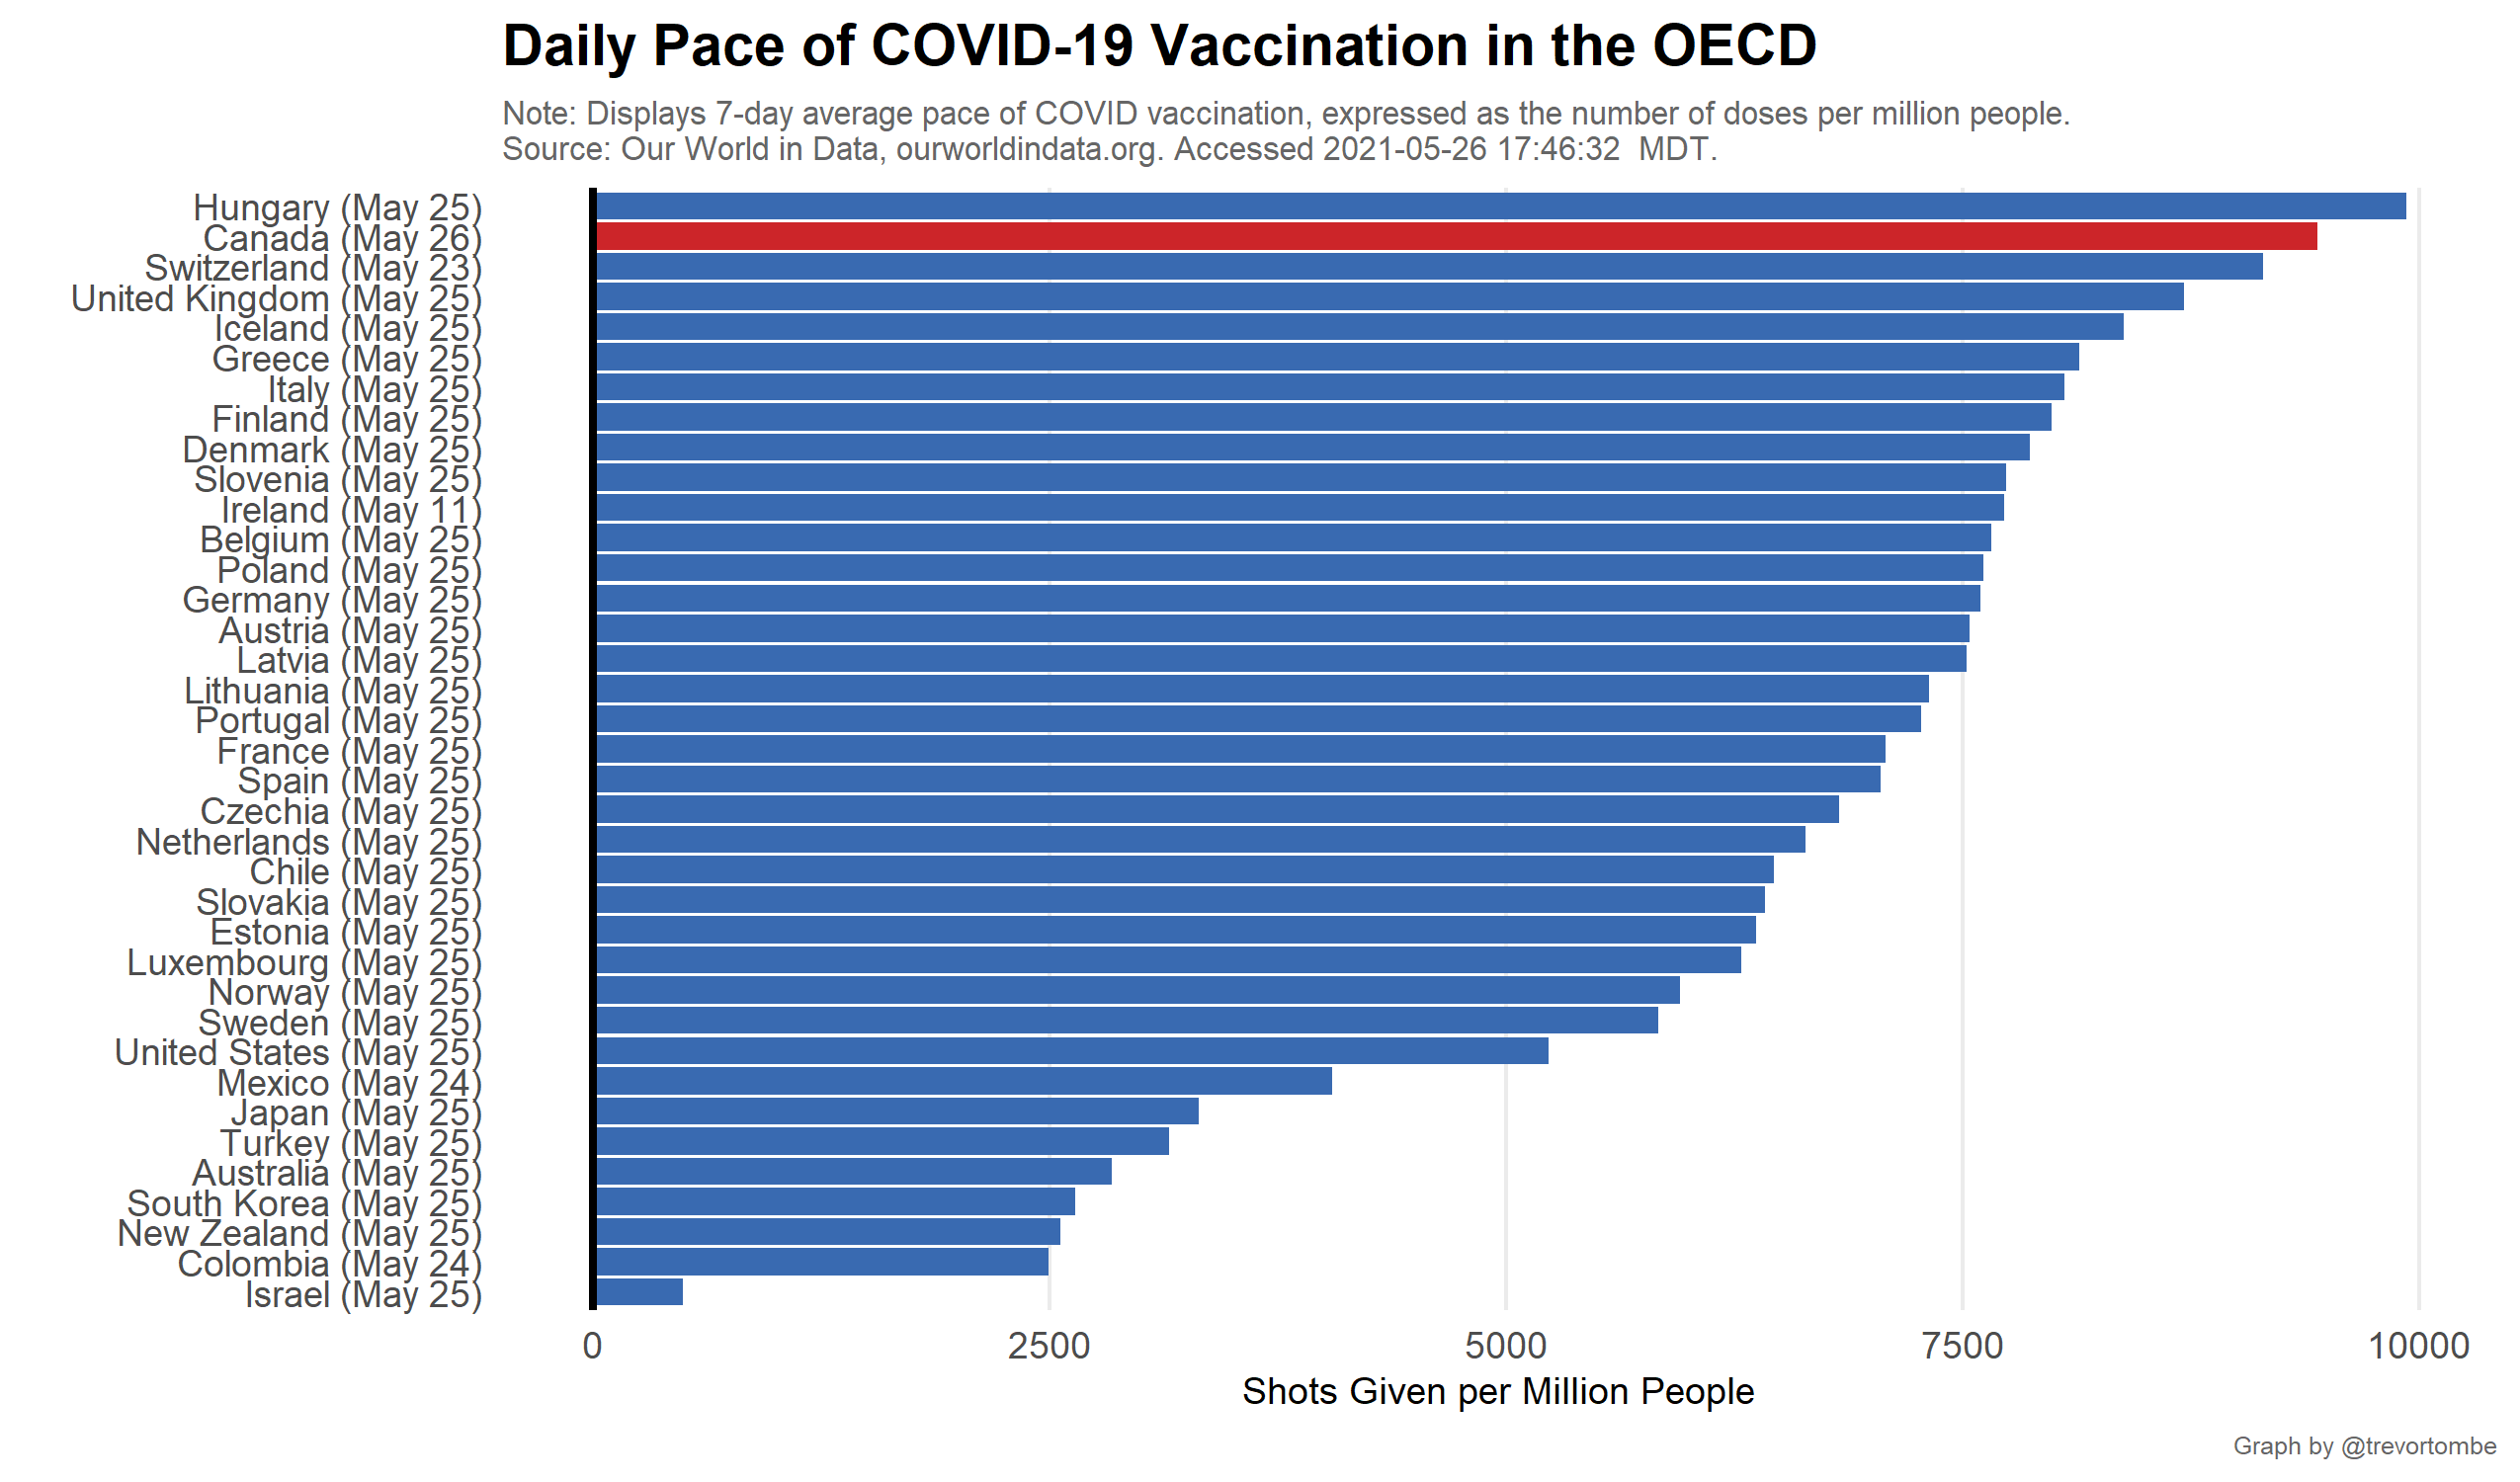 Daily Pace of COVID-19 Vaccination in the OECD
Note: Displays 7-day average pace of COVID vaccination, expressed as the number of doses per million people.
Source: Our World in Data, ourworldindata.org. Accessed 2021-05-26 17:46:32  MDT.
Hungary (May 25)
Canada (May 26)
Switzerland (May 23)
United Kingdom (May 25)
Iceland (May 25)
Greece (May 25)
Italy (May 25)
Finland (May 25)
Denmark (May 25)
Slovenia (May 25)
Ireland (May 11)
Belgium (May 25)
Poland (May 25)
Germany (May 25)
Austria (May 25)
Latvia (May 25)
Lithuania (May 25)
Portugal (May 25)
France (May 25)
Spain (May 25)
Czechia (May 25)
Netherlands (May 25)
Chile (May 25)
Slovakia (May 25)
Estonia (May 25)
Luxembourg (May 25)
Norway (May 25)
Sweden (May 25)
United States (May 25)
Mexico (May 24)
Japan (May 25)
Turkey (May 25)
Australia (May 25)
South Korea (May 25)
New Zealand (May 25)
Colombia (May 24)
Israel (May 25)
0 2500 5000 7500 10000
Shots Given per Million People
Graph by @trevortombe